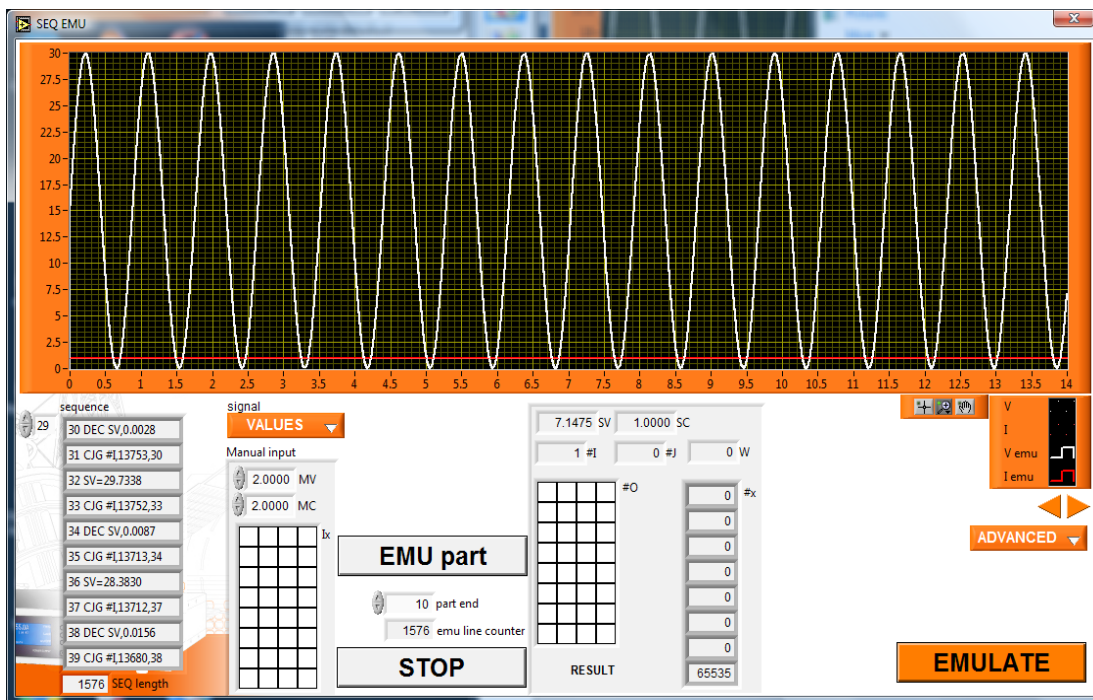 SEQ EMU
30
27.5
25
22.5
20
17.5
15
12.5
10
7.5
5
2.5
0
0 0.5 1 1.5 2 2.5 3 3.5 4 4.5 5 5.5 6 6.5 7 7.5 8 8.5 9 9.5 10 10.5 11 11.5 12 12.5 13 13.5 14
sequence
29
30 DEC SV,0.0028
31 CJG #I,13753,30
32 SV=29.7338
33 CJG #I,13752,33
34 DEC SV,0.0087
35 CJG #I,13713,34
36 SV=28.3830
37 CJG #I,13712,37
38 DEC SV,0.0156
39 CJG #I,13680,38
1576 SEQ length
signal
VALUES
Manual input
2.0000 MV
2.0000 MC
Ix
EMU part
10 part end
1576 emu line counter
STOP
7.1475 SV 1.0000 SC
1 #I 0 #J 0 W
#O
0 #x
0
0
0
0
0
0
65535
RESULT
V
I
V emu
I emu
ADVANCED
EMULATE